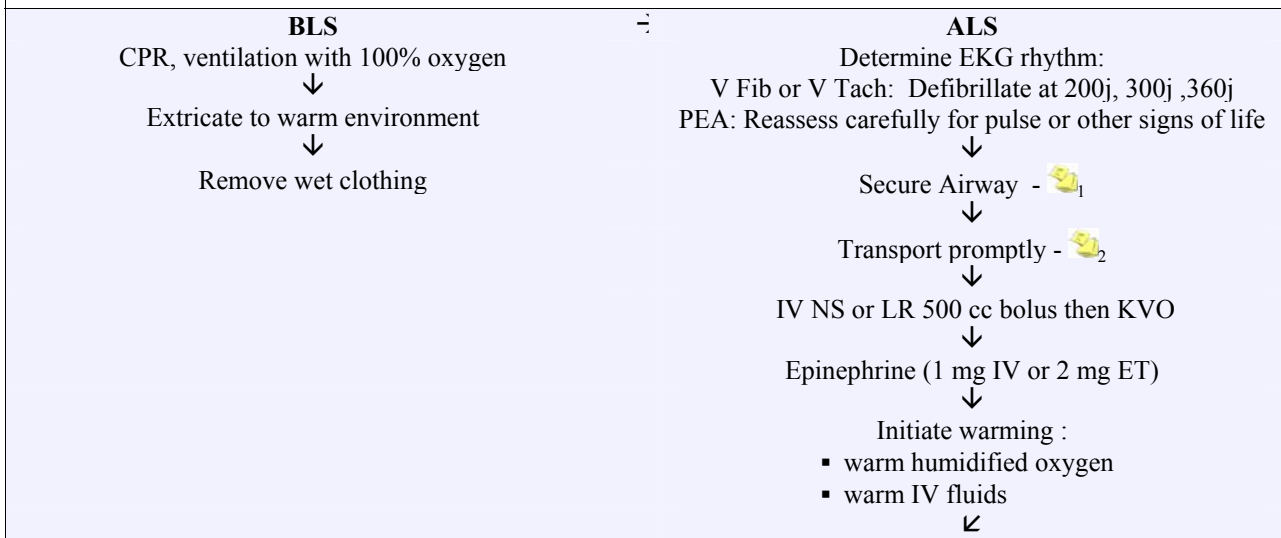 BLS
CPR, ventilation with 100% oxygen
↓
Extricate to warm environment
↓
Remove wet clothing
→
ALS
Determine EKG rhythm:
V Fib or V Tach: Defibrillate at 200j, 300j ,360j
PEA: Reassess carefully for pulse or other signs of life
↓
Secure Airway - 1
↓
Transport promptly - 2
↓
IV NS or LR 500 cc bolus then KVO
↓
Epinephrine (1 mg IV or 2 mg ET)
↓
Initiate warming :
▪ warm humidified oxygen
▪ warm IV fluids
↙